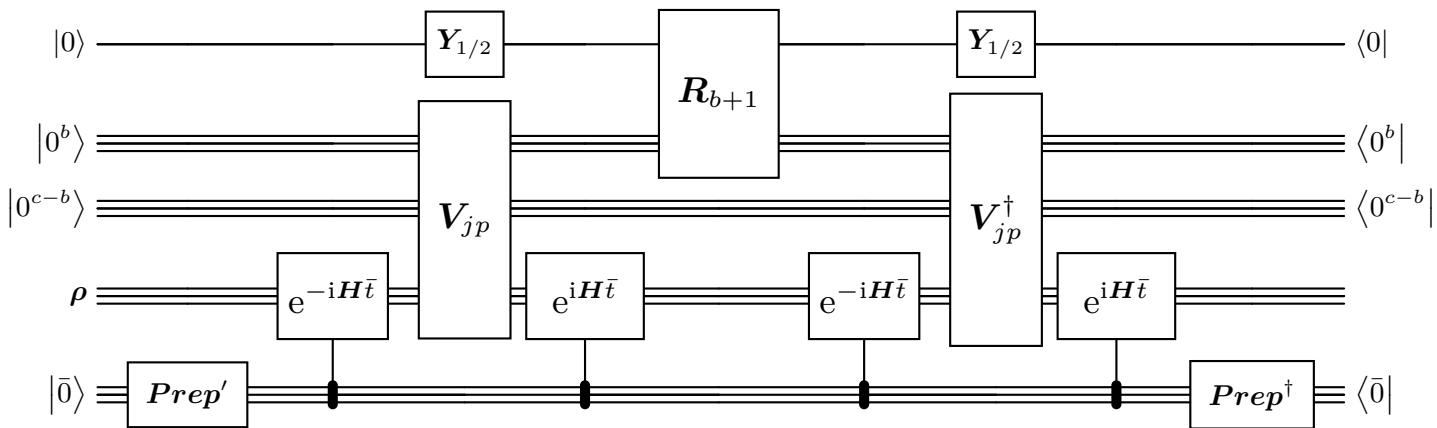 |0⟩ Y_{1/2} Y_{1/2} ⟨0|
R_{b+1}
|0^b⟩ ⟨0^b|
|0^{c−b}⟩ V_{jp} V_{jp}^† ⟨0^{c−b}|
ρ e^{−iHt̄} e^{iHt̄} e^{−iHt̄} e^{iHt̄}
|0̄⟩ Prep′ Prep^† ⟨0̄|